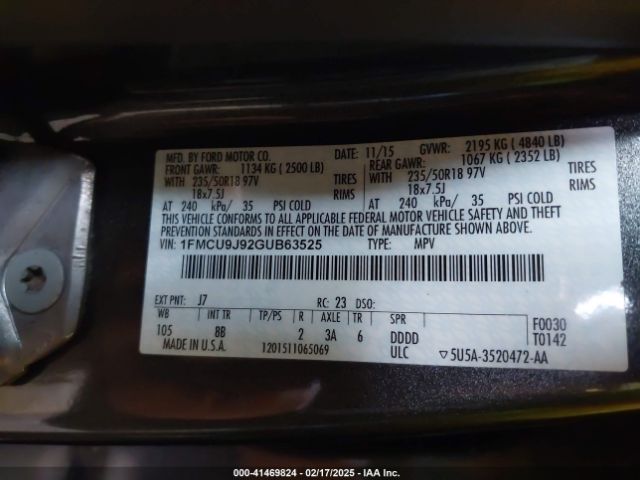 MFD. BY FORD MOTOR CO.
DATE: 11/15 GVWR: 2195 KG ( 4840 LB)
FRONT GAWR: 1134 KG ( 2500 LB) REAR GAWR: 1067 KG ( 2352 LB)
WITH 235/50R18 97V TIRES WITH 235/50R18 97V TIRES
18x7.5J RIMS 18x7.5J RIMS
AT 240 kPa/ 35 PSI COLD AT 240 kPa/ 35 PSI COLD
THIS VEHICLE CONFORMS TO ALL APPLICABLE FEDERAL MOTOR VEHICLE SAFETY AND THEFT
PREVENTION STANDARDS IN EFFECT ON THE DATE OF MANUFACTURE SHOWN ABOVE.
VIN: 1FMCU9J92GUB63525 TYPE: MPV
EXT PNT: J7 RC: 23 DSO:
WB INT TR TP/PS R AXLE TR SPR F0030
105 8B 2 3A 6 DDDD T0142
MADE IN U.S.A. 1201511065069 ULC ▽5U5A-3520472-AA
000-41469824 - 02/17/2025 - IAA Inc.